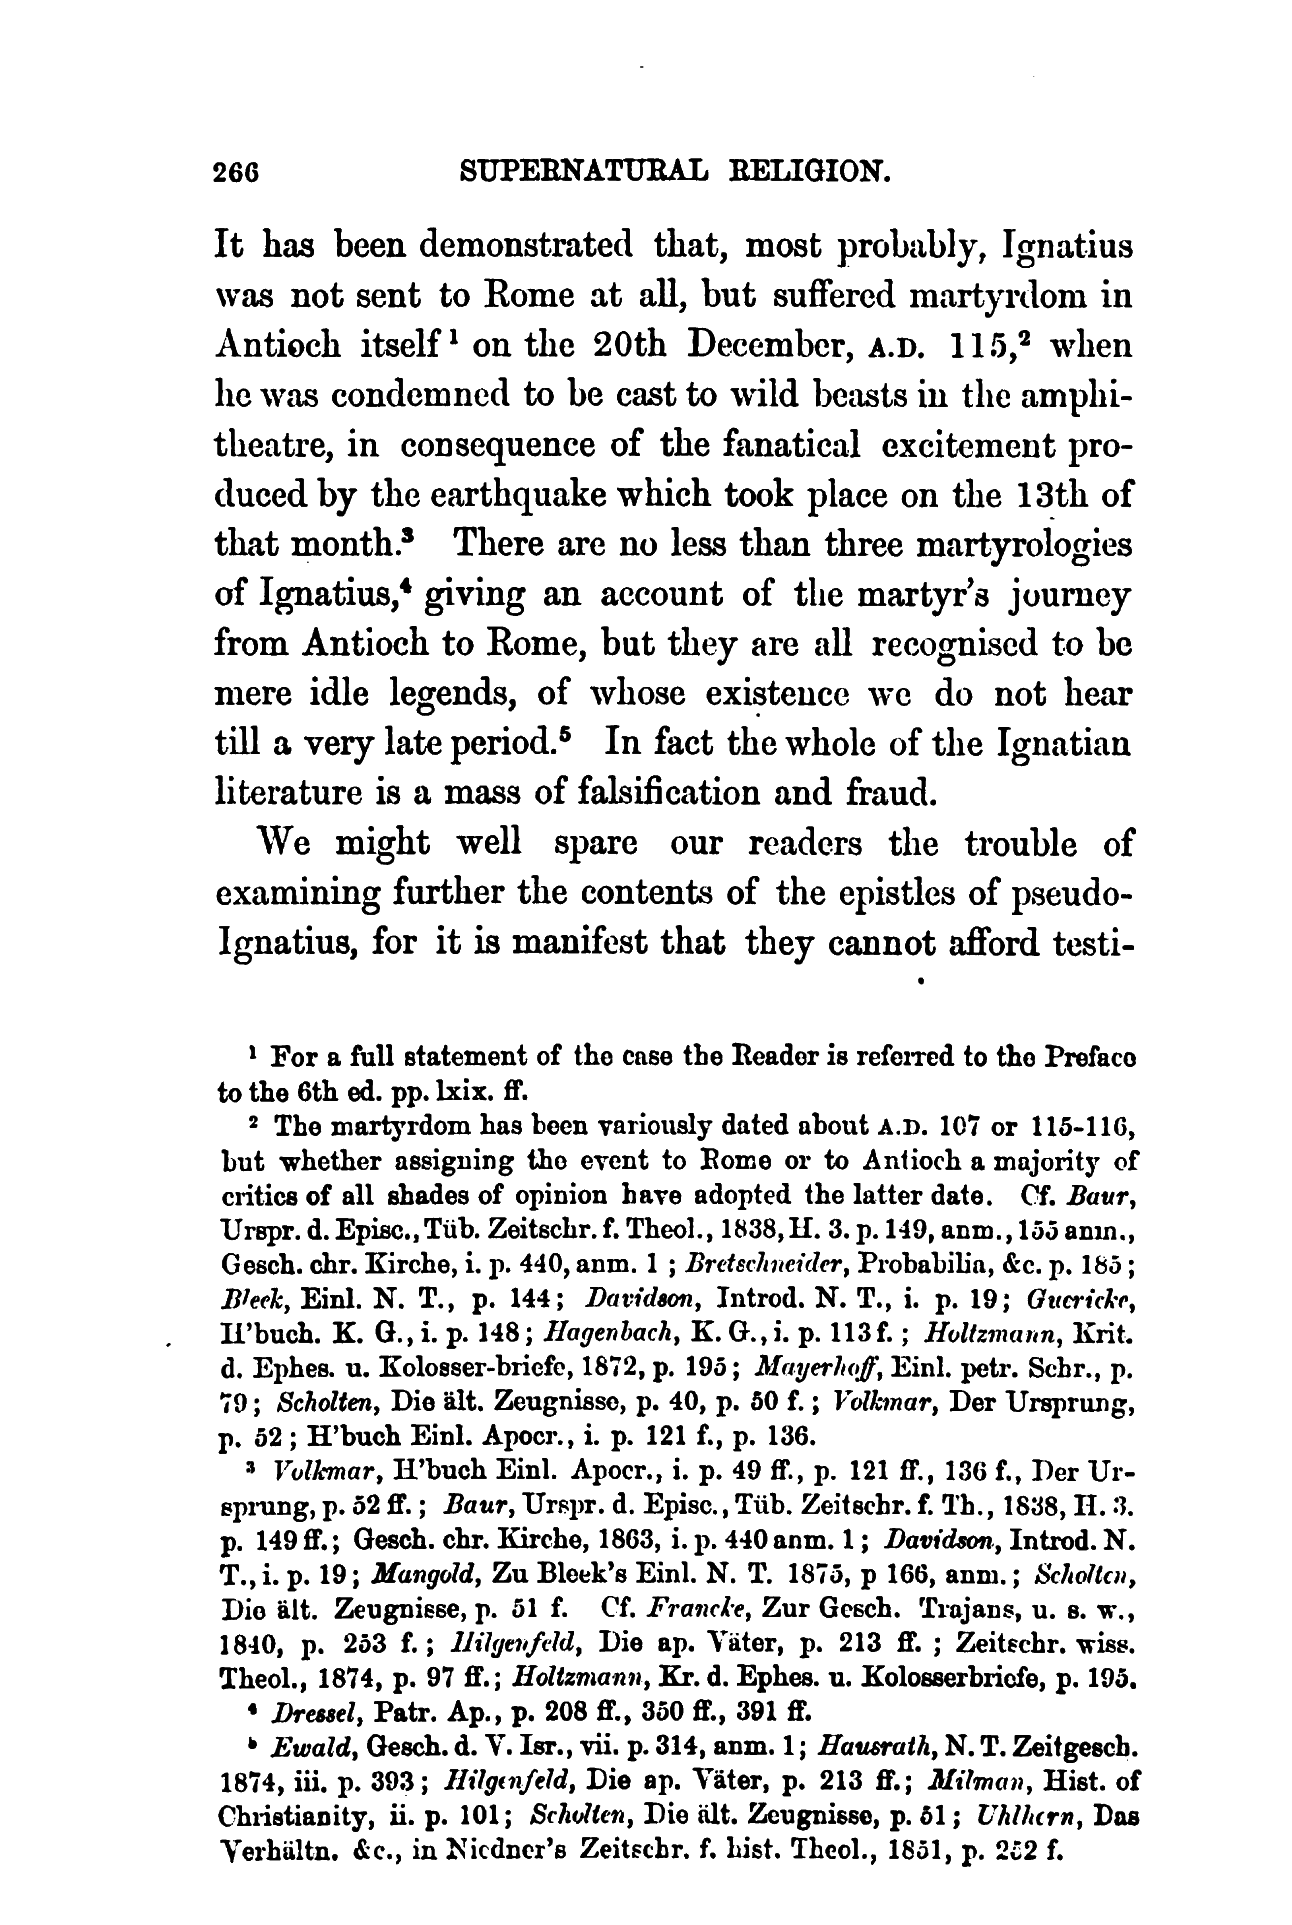 266 SUPERNATURAL RELIGION.
It has been demonstrated that, most probably, Ignatius
was not sent to Rome at all, but suffered martyrdom in
Antioch itself ¹ on the 20th December, A.D. 115,² when
he was condemned to be cast to wild beasts in the amphi-
theatre, in consequence of the fanatical excitement pro-
duced by the earthquake which took place on the 13th of
that month.³ There are no less than three martyrologies
of Ignatius,⁴ giving an account of the martyr's journey
from Antioch to Rome, but they are all recognised to be
mere idle legends, of whose existence we do not hear
till a very late period.⁵ In fact the whole of the Ignatian
literature is a mass of falsification and fraud.
We might well spare our readers the trouble of
examining further the contents of the epistles of pseudo-
Ignatius, for it is manifest that they cannot afford testi-
¹ For a full statement of the case the Reader is referred to the Preface
to the 6th ed. pp. lxix. ff.
² The martyrdom has been variously dated about A.D. 107 or 115-116,
but whether assigning the event to Rome or to Antioch a majority of
critics of all shades of opinion have adopted the latter date. Cf. Baur,
Urspr. d. Episc., Tüb. Zeitschr. f. Theol., 1838, H. 3. p. 149, anm., 155 anm.,
Gesch. chr. Kirche, i. p. 440, anm. 1 ; Bretschneider, Probabilia, &c. p. 185 ;
Bleek, Einl. N. T., p. 144 ; Davidson, Introd. N. T., i. p. 19 ; Guericke,
H'buch. K. G., i. p. 148 ; Hagenbach, K. G., i. p. 113 f. ; Holtzmann, Krit.
d. Ephes. u. Kolosser-briefe, 1872, p. 195 ; Mayerhoff, Einl. petr. Schr., p.
79 ; Scholten, Die ält. Zeugnisse, p. 40, p. 50 f. ; Volkmar, Der Ursprung,
p. 52 ; H'buch Einl. Apocr., i. p. 121 f., p. 136.
³ Volkmar, H'buch Einl. Apocr., i. p. 49 ff., p. 121 ff., 136 f., Der Ur-
sprung, p. 52 ff. ; Baur, Urspr. d. Episc., Tüb. Zeitschr. f. Th., 1838, H. 3.
p. 149 ff. ; Gesch. chr. Kirche, 1863, i. p. 440 anm. 1 ; Davidson, Introd. N.
T., i. p. 19 ; Mangold, Zu Bleek's Einl. N. T. 1875, p 166, anm. ; Scholten,
Die ält. Zeugnisse, p. 51 f. Cf. Francke, Zur Gesch. Trajans, u. s. w.,
1840, p. 253 f. ; Hilgenfeld, Die ap. Väter, p. 213 ff. ; Zeitschr. wiss.
Theol., 1874, p. 97 ff. ; Holtzmann, Kr. d. Ephes. u. Kolosserbriefe, p. 195.
⁴ Dressel, Patr. Ap., p. 208 ff., 350 ff., 391 ff.
⁵ Ewald, Gesch. d. V. Isr., vii. p. 314, anm. 1 ; Hausrath, N. T. Zeitgesch.
1874, iii. p. 393 ; Hilgenfeld, Die ap. Väter, p. 213 ff. ; Milman, Hist. of
Christianity, ii. p. 101 ; Scholten, Die ält. Zeugnisse, p. 51 ; Uhlhorn, Das
Verhältn. &c., in Niedner's Zeitschr. f. hist. Theol., 1851, p. 252 f.